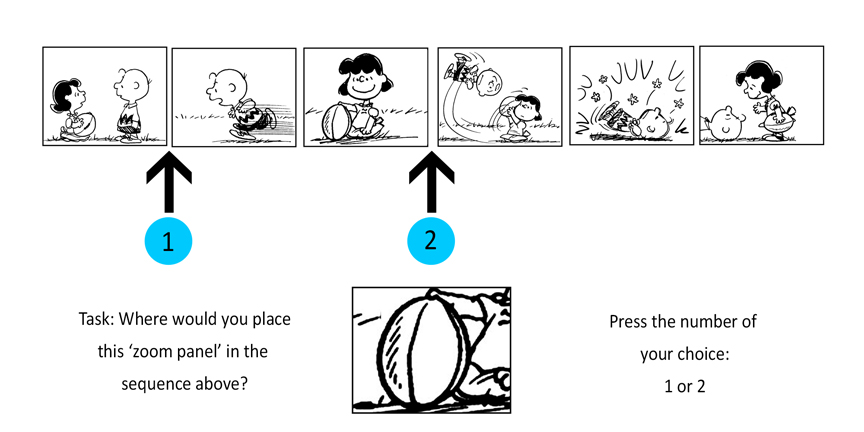 1
2
Task: Where would you place
this ‘zoom panel’ in the
sequence above?
Press the number of
your choice:
1 or 2